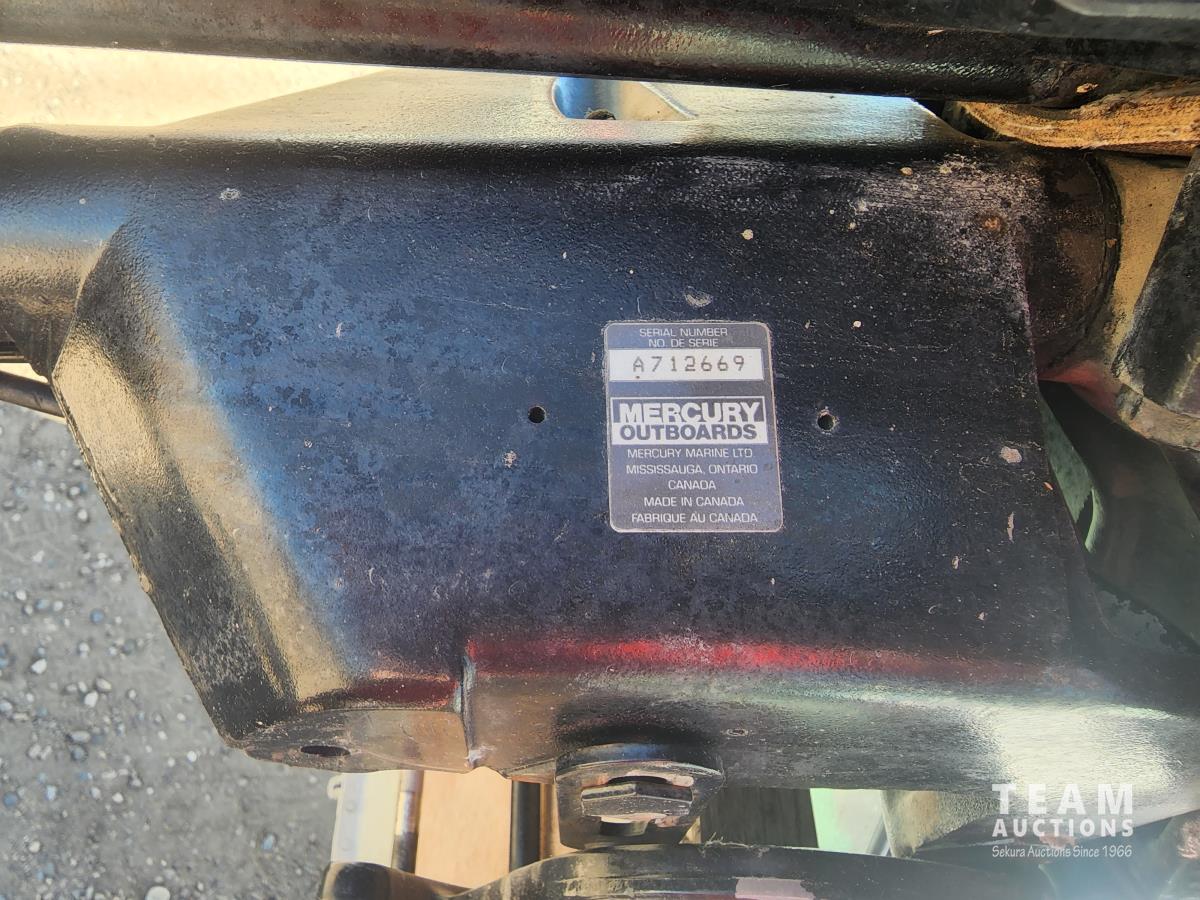 SERIAL NUMBER
NO. DE SERIE
A712669
MERCURY
OUTBOARDS
MERCURY MARINE LTD
MISSISSAUGA, ONTARIO
CANADA
MADE IN CANADA
FABRIQUE AU CANADA
TEAM
AUCTIONS
Sekura Auctions Since 1966